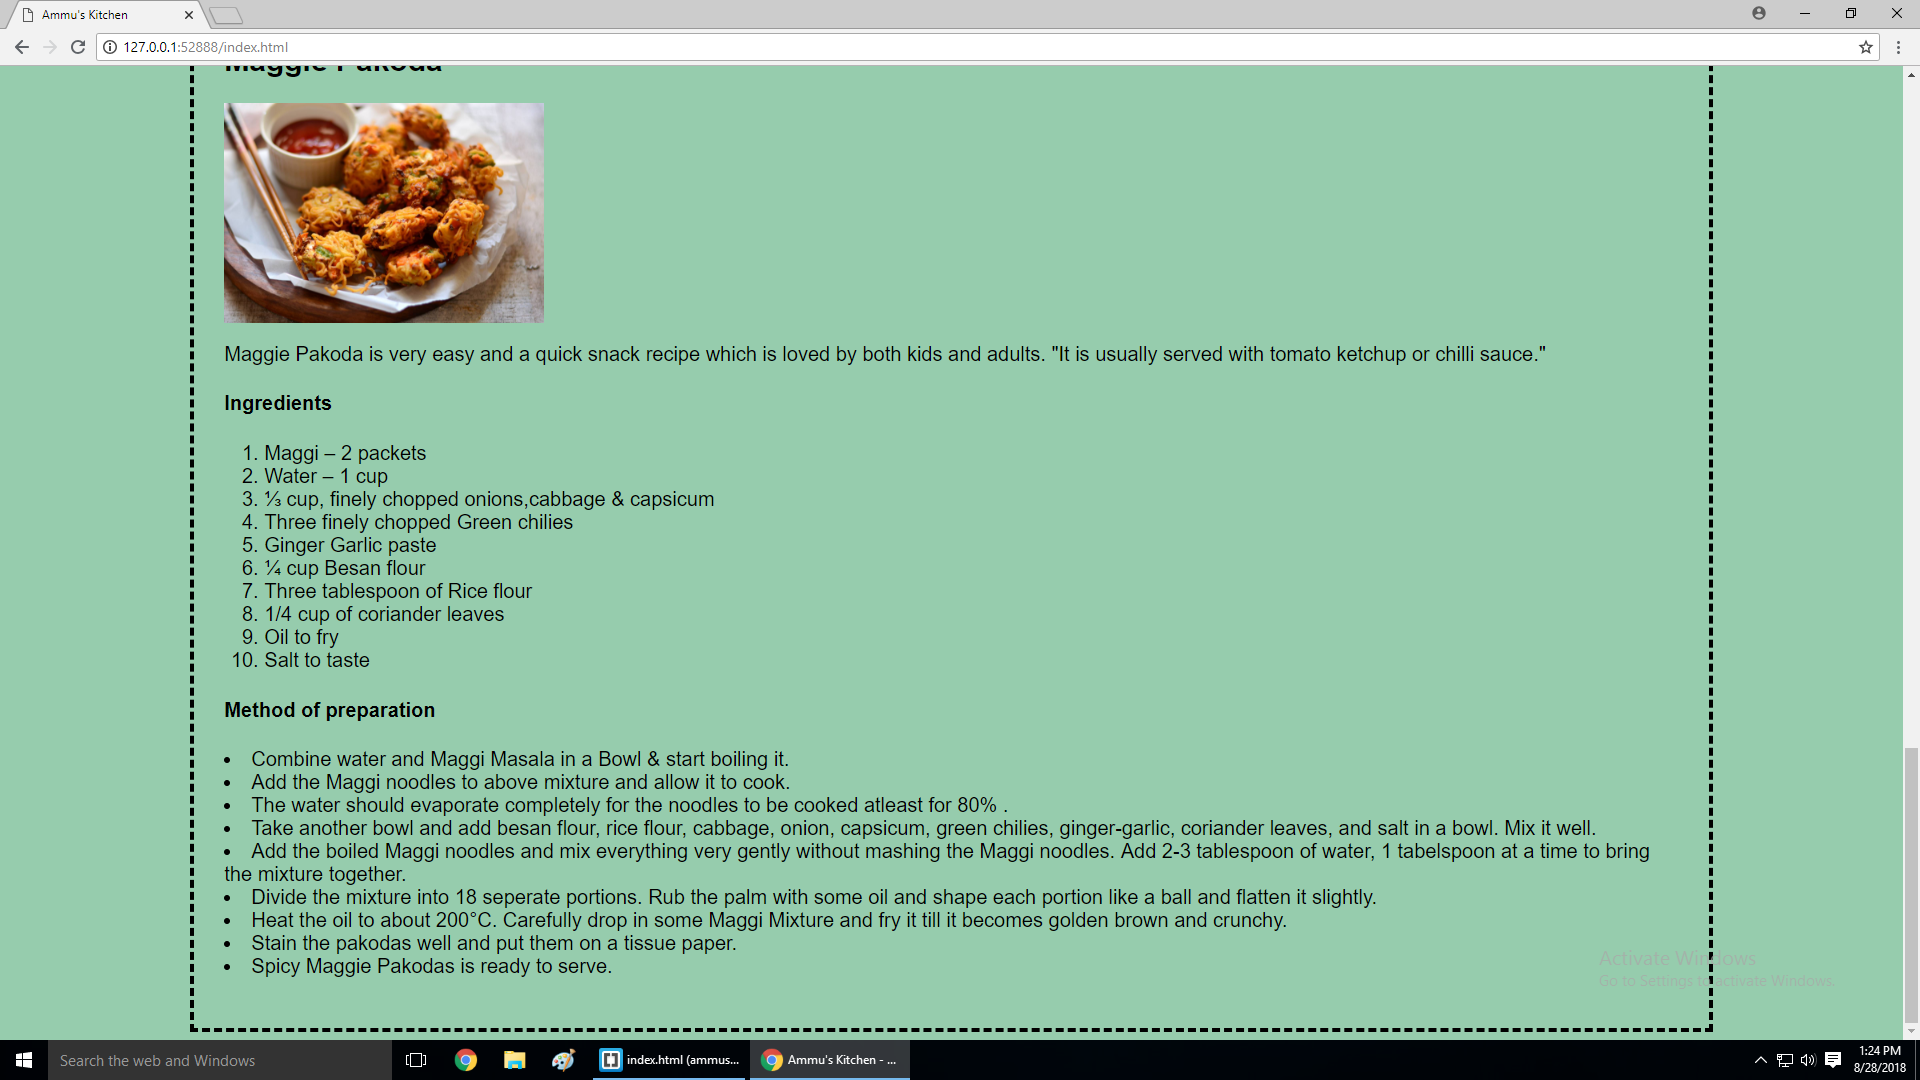 Ammu's Kitchen
127.0.0.1:52888/index.html
Maggie Pakoda
Maggie Pakoda is very easy and a quick snack recipe which is loved by both kids and adults. "It is usually served with tomato ketchup or chilli sauce."
Ingredients
1. Maggi – 2 packets
2. Water – 1 cup
3. ⅓ cup, finely chopped onions,cabbage & capsicum
4. Three finely chopped Green chilies
5. Ginger Garlic paste
6. ¼ cup Besan flour
7. Three tablespoon of Rice flour
8. 1/4 cup of coriander leaves
9. Oil to fry
10. Salt to taste
Method of preparation
• Combine water and Maggi Masala in a Bowl & start boiling it.
• Add the Maggi noodles to above mixture and allow it to cook.
• The water should evaporate completely for the noodles to be cooked atleast for 80% .
• Take another bowl and add besan flour, rice flour, cabbage, onion, capsicum, green chilies, ginger-garlic, coriander leaves, and salt in a bowl. Mix it well.
• Add the boiled Maggi noodles and mix everything very gently without mashing the Maggi noodles. Add 2-3 tablespoon of water, 1 tabelspoon at a time to bring
the mixture together.
• Divide the mixture into 18 seperate portions. Rub the palm with some oil and shape each portion like a ball and flatten it slightly.
• Heat the oil to about 200°C. Carefully drop in some Maggi Mixture and fry it till it becomes golden brown and crunchy.
• Stain the pakodas well and put them on a tissue paper.
• Spicy Maggie Pakodas is ready to serve.
Activate Windows
Go to Settings to activate Windows.
Search the web and Windows
index.html (ammus...
Ammu's Kitchen - ...
1:24 PM
8/28/2018